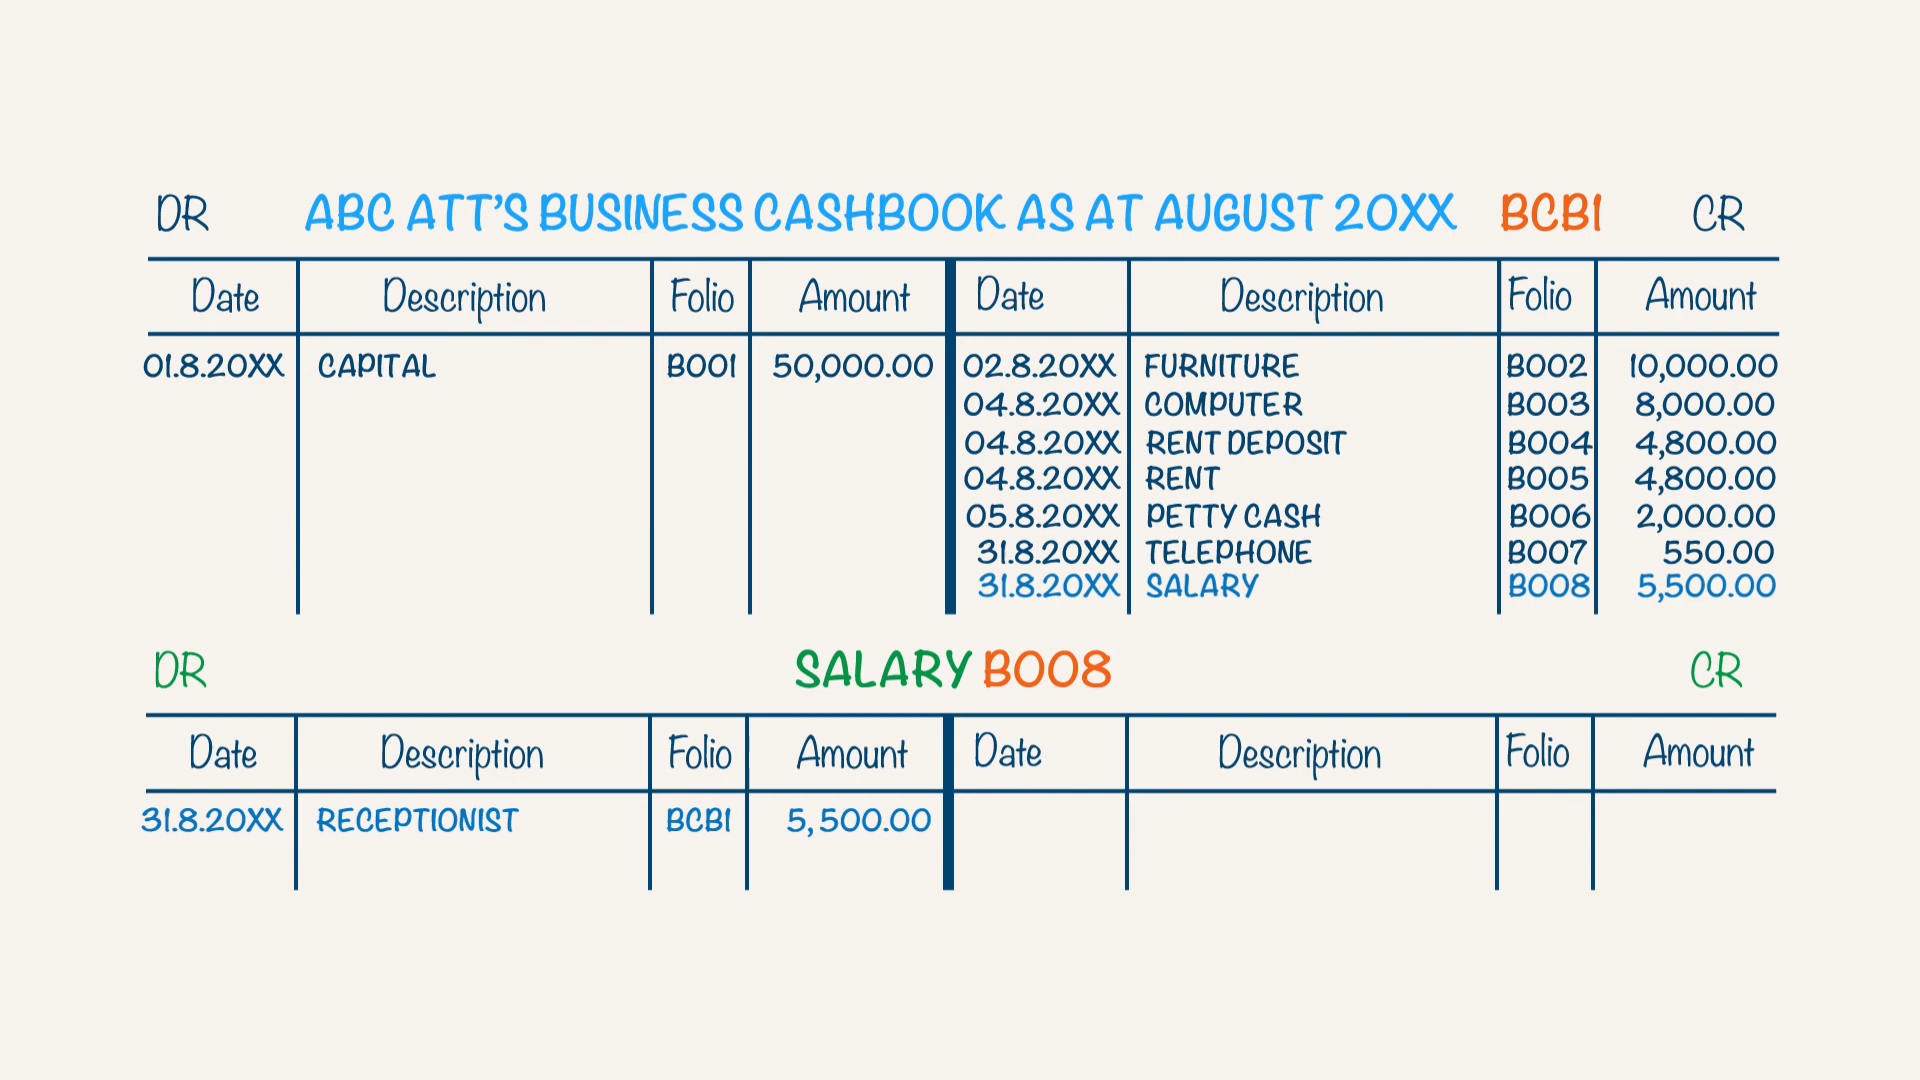 DR ABC ATT'S BUSINESS CASHBOOK AS AT AUGUST 20XX BCB1 CR
Date Description Folio Amount Date Description Folio Amount
01.8.20XX CAPITAL B001 50,000.00 02.8.20XX FURNITURE B002 10,000.00
04.8.20XX COMPUTER B003 8,000.00
04.8.20XX RENT DEPOSIT B004 4,800.00
04.8.20XX RENT B005 4,800.00
05.8.20XX PETTY CASH B006 2,000.00
31.8.20XX TELEPHONE B007 550.00
31.8.20XX SALARY B008 5,500.00
DR SALARY B008 CR
Date Description Folio Amount Date Description Folio Amount
31.8.20XX RECEPTIONIST BCB1 5,500.00